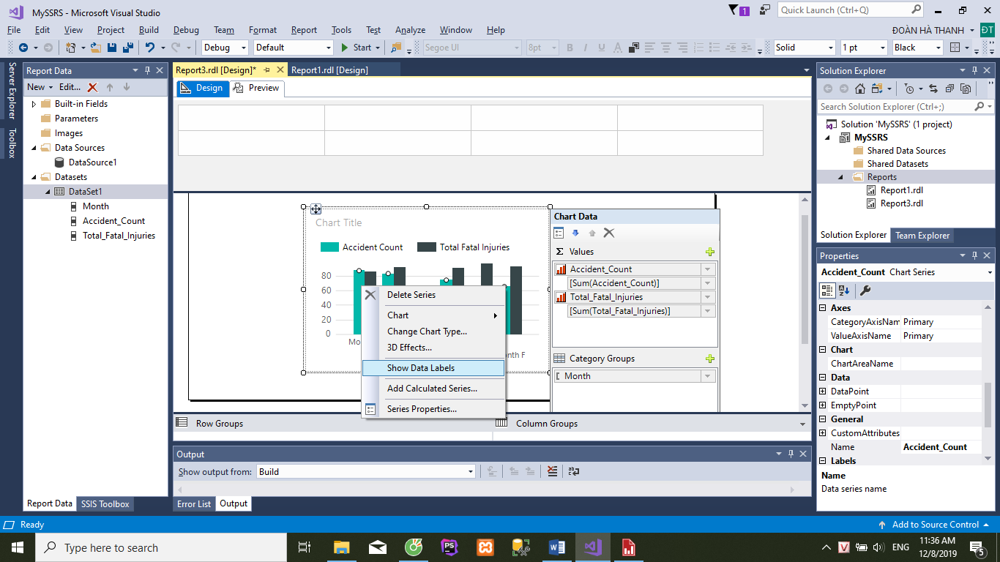 MySSRS - Microsoft Visual Studio
1
Quick Launch (Ctrl+Q)
File Edit View Project Build Debug Team Format Report Tools Test Analyze Window Help
ĐOÀN HÀ THANH ĐT
Debug Default Start Segoe UI 8pt B I U A Solid 1 pt Black
Server Explorer
Toolbox
Report Data
New Edit...
Built-in Fields
Parameters
Images
Data Sources
DataSource1
Datasets
DataSet1
Month
Accident_Count
Total_Fatal_Injuries
Report Data SSIS Toolbox
Report3.rdl [Design]* Report1.rdl [Design]
Design Preview
Chart Title
Accident Count Total Fatal Injuries
80
60
40
20
0
Mo
nth F
Delete Series
Chart
Change Chart Type...
3D Effects...
Show Data Labels
Add Calculated Series...
Series Properties...
Chart Data
Σ Values
Accident_Count
[Sum(Accident_Count)]
Total_Fatal_Injuries
[Sum(Total_Fatal_Injuries)]
Category Groups
Month
Row Groups Column Groups
Output
Show output from: Build
Error List Output
Solution Explorer
Search Solution Explorer (Ctrl+;)
Solution 'MySSRS' (1 project)
MySSRS
Shared Data Sources
Shared Datasets
Reports
Report1.rdl
Report3.rdl
Solution Explorer Team Explorer
Properties
Accident_Count Chart Series
Axes
CategoryAxisNam Primary
ValueAxisName Primary
Chart
ChartAreaName
Data
DataPoint
EmptyPoint
General
CustomAttributes
Name Accident_Count
Labels
Name
Data series name
Ready
Add to Source Control
Type here to search
PS
ENG
11:36 AM
12/8/2019
5